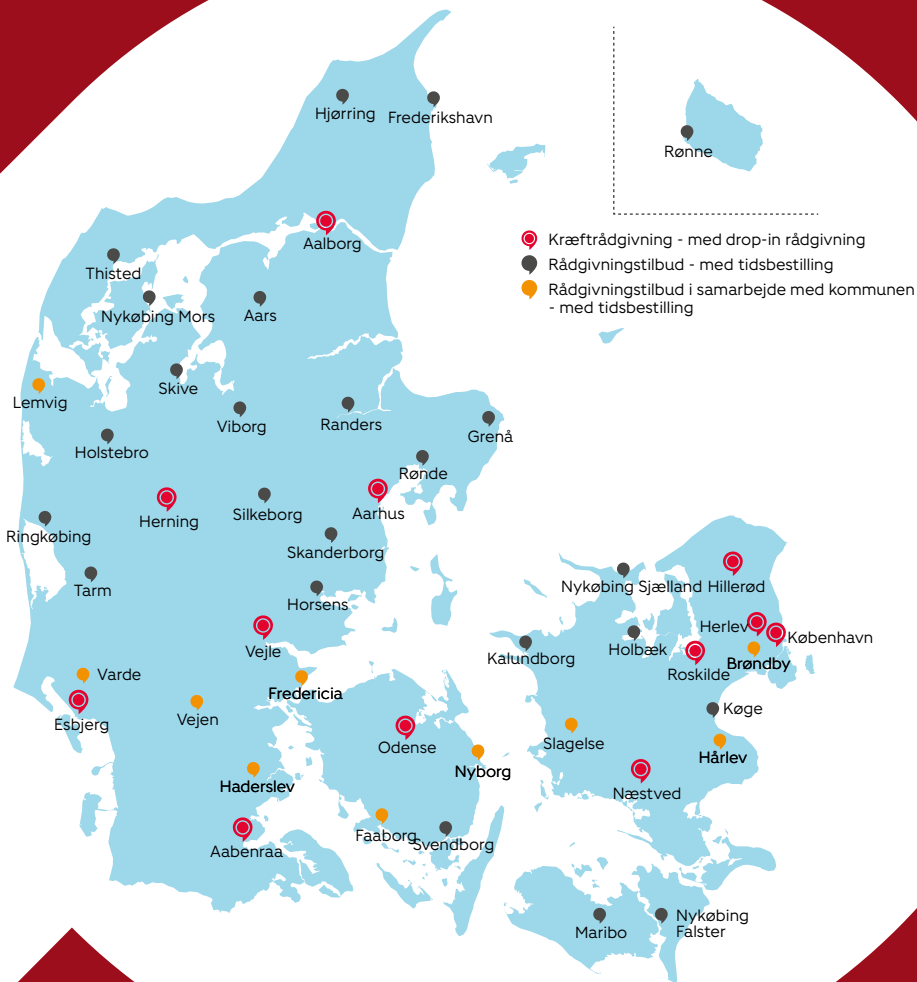 Hjørring
Frederikshavn
Rønne
Aalborg
Kræftrådgivning - med drop-in rådgivning
Rådgivningstilbud - med tidsbestilling
Rådgivningstilbud i samarbejde med kommunen
- med tidsbestilling
Thisted
Nykøbing Mors
Aars
Skive
Lemvig
Viborg
Randers
Grenå
Holstebro
Rønde
Herning
Silkeborg
Aarhus
Ringkøbing
Skanderborg
Tarm
Horsens
Nykøbing Sjælland
Hillerød
Herlev
København
Vejle
Kalundborg
Holbæk
Roskilde
Brøndby
Varde
Fredericia
Esbjerg
Vejen
Køge
Odense
Slagelse
Hårlev
Nyborg
Haderslev
Næstved
Faaborg
Svendborg
Aabenraa
Maribo
Nykøbing
Falster